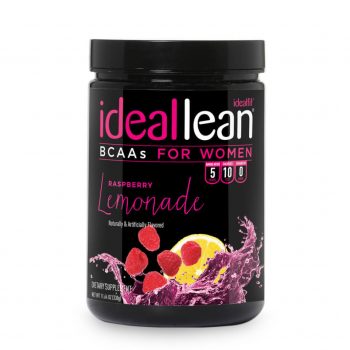 idealfit
ideallean
BCAAs FOR WOMEN
5 10 0
RASPBERRY
Lemonade
Naturally & Artificially Flavored
DIETARY SUPPLEMENT